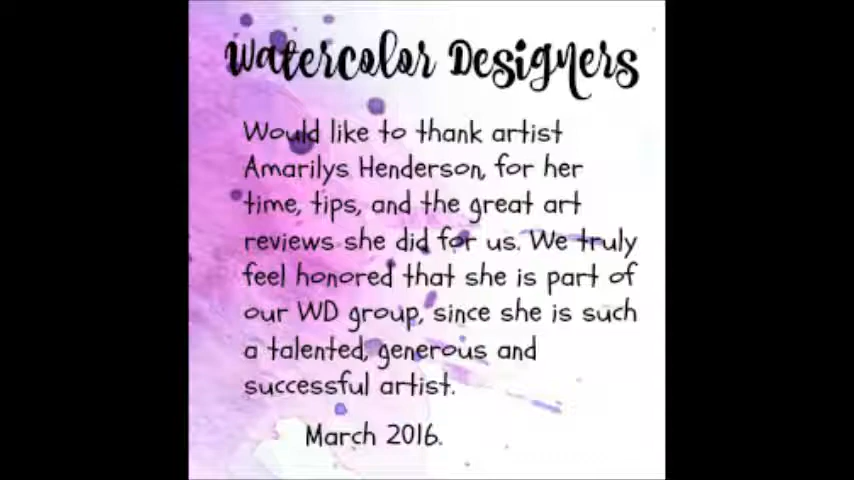 Watercolor Designers
Would like to thank artist
Amarilys Henderson, for her
time, tips, and the great art
reviews she did for us. We truly
feel honored that she is part of
our WD group, since she is such
a talented, generous and
successful artist.
March 2016.